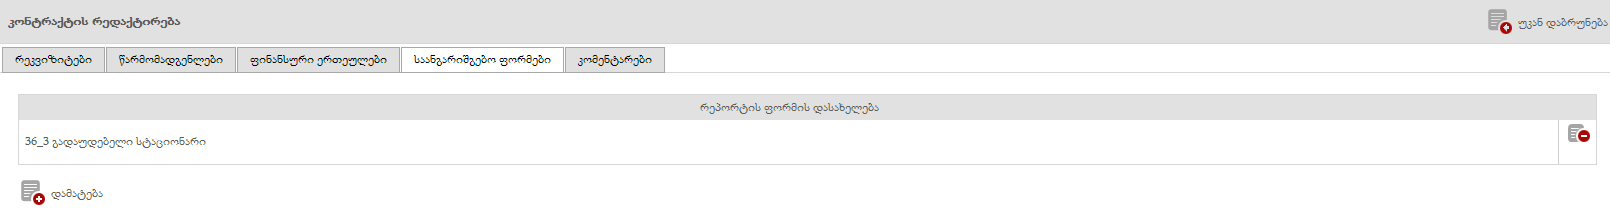 კონტრაქტის რედაქტირება
უკან დაბრუნება
რეკვიზიტები წარმომადგენლები ფინანსური ერთეულები საანგარიშგებო ფორმები კომენტარები
რეპორტის ფორმის დასახელება
36_3 გადაუდებელი სტაციონარი
დამატება